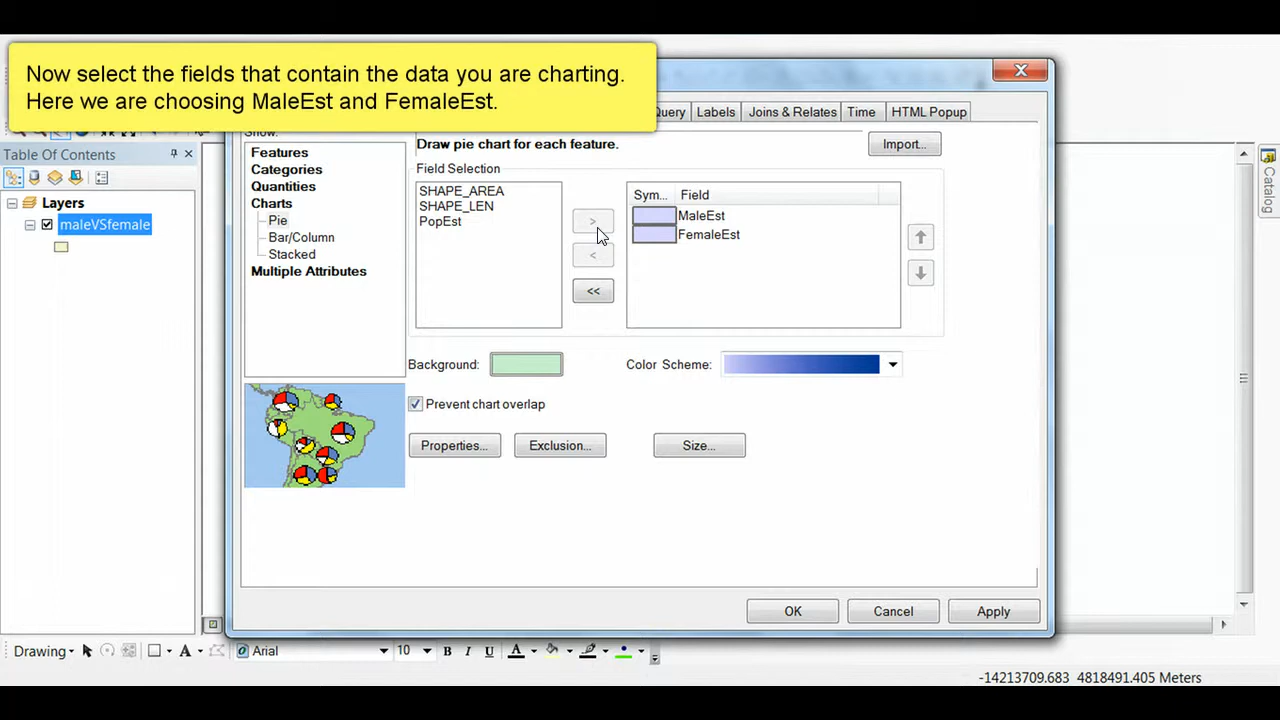 Now select the fields that contain the data you are charting.
Here we are choosing MaleEst and FemaleEst.
Query
Labels
Joins & Relates
Time
HTML Popup
Table Of Contents
Layers
maleVSfemale
Features
Categories
Quantities
Charts
Pie
Bar/Column
Stacked
Multiple Attributes
Draw pie chart for each feature.
Import...
Field Selection
SHAPE_AREA
SHAPE_LEN
PopEst
>
<
<<
Sym... Field
MaleEst
FemaleEst
Background:
Color Scheme:
Prevent chart overlap
Properties...
Exclusion...
Size...
OK
Cancel
Apply
Catalog
Drawing
A
Arial
10
B I U A
-14213709.683 4818491.405 Meters